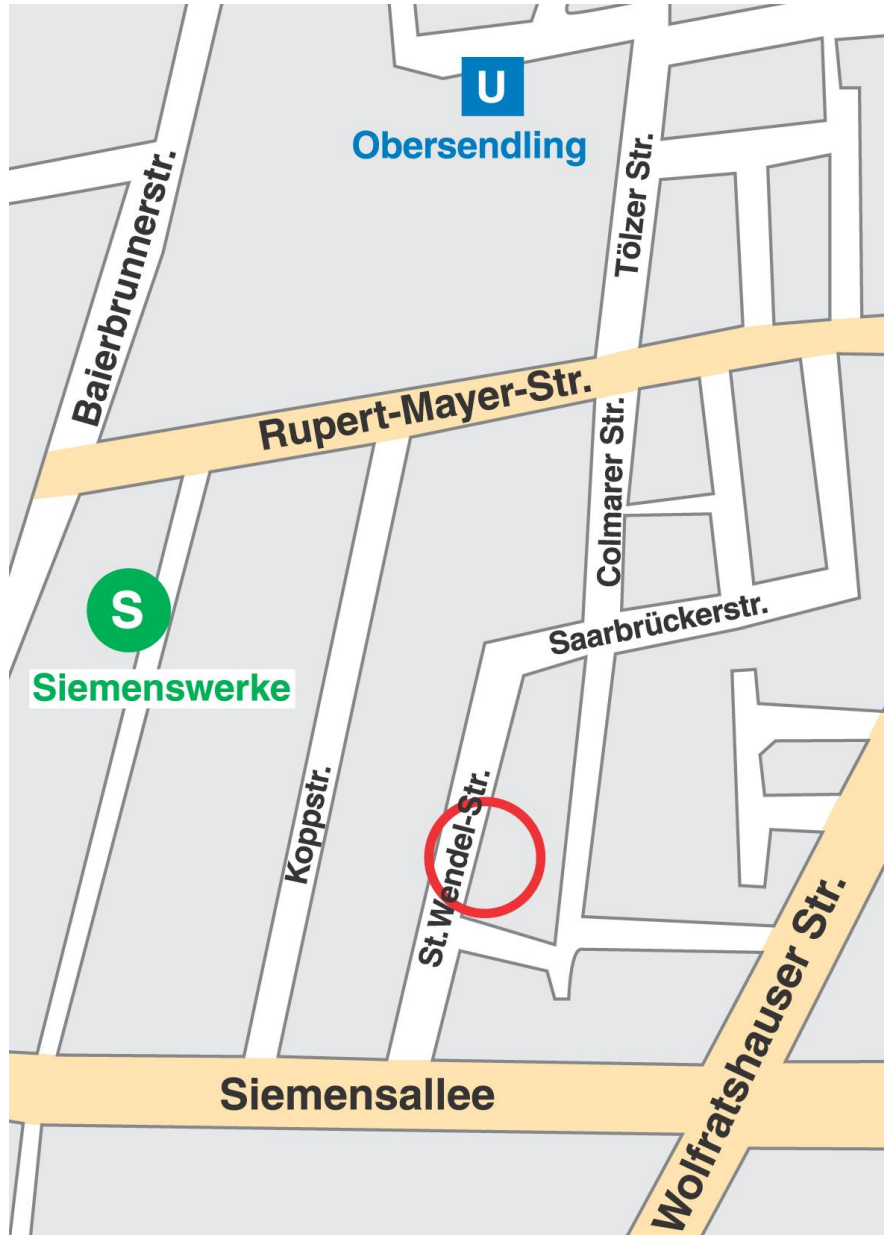 U
Obersendling
Tölzer Str.
Baierbrunnerstr.
Rupert-Mayer-Str.
Colmarer Str.
S
Siemenswerke
Saarbrückerstr.
Koppstr.
St.Wendel-Str.
Wolfratshauser Str.
Siemensallee